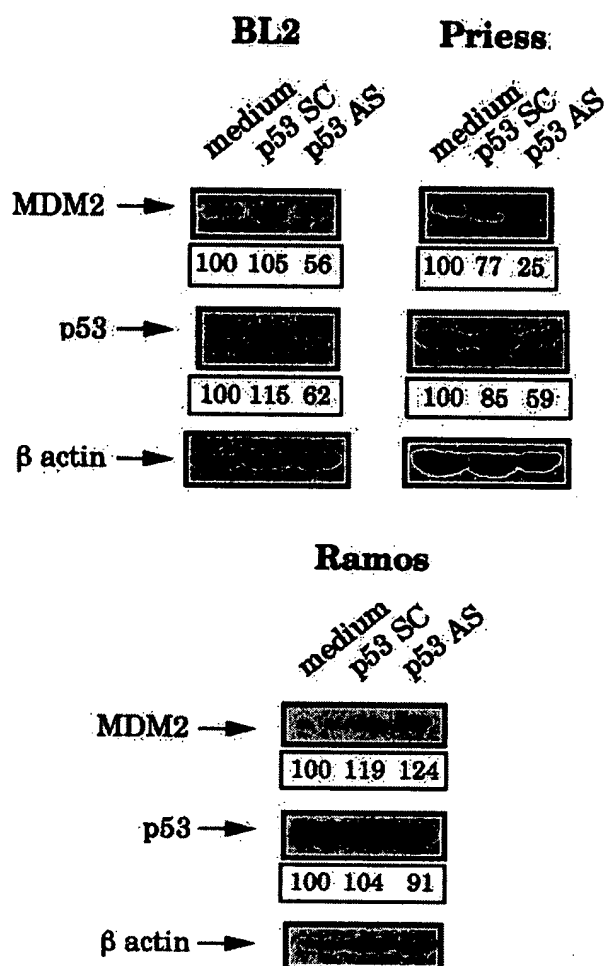 BL2
Priess
medium p53 SC p53 AS
medium p53 SC p53 AS
MDM2
100 105 56
100 77 25
p53
100 115 62
100 85 59
β actin
Ramos
medium p53 SC p53 AS
MDM2
100 119 124
p53
100 104 91
β actin